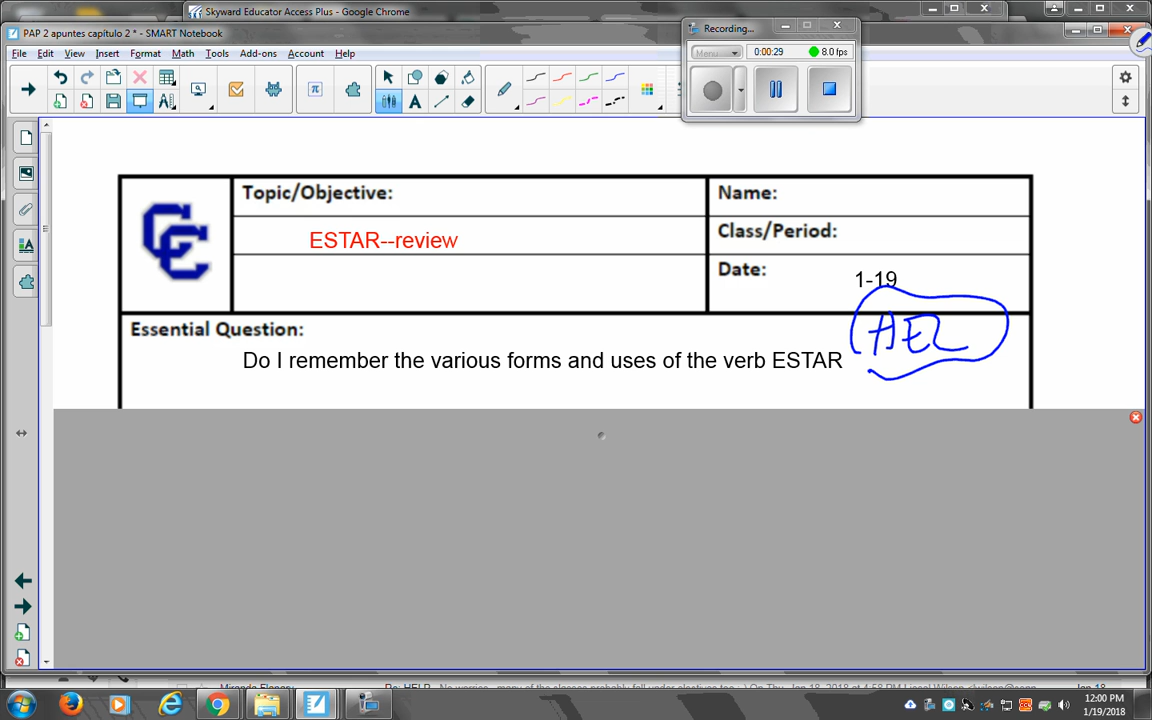 Skyward Educator Access Plus - Google Chrome
PAP 2 apuntes capítulo 2 * - SMART Notebook
Recording...
File Edit View Insert Format Math Tools Add-ons Account Help
Menu 0:00:29 8.0 fps
Topic/Objective:
Name:
ESTAR--review
Class/Period:
Date:
1-19
CC
Essential Question:
Do I remember the various forms and uses of the verb ESTAR
12:00 PM
1/19/2018